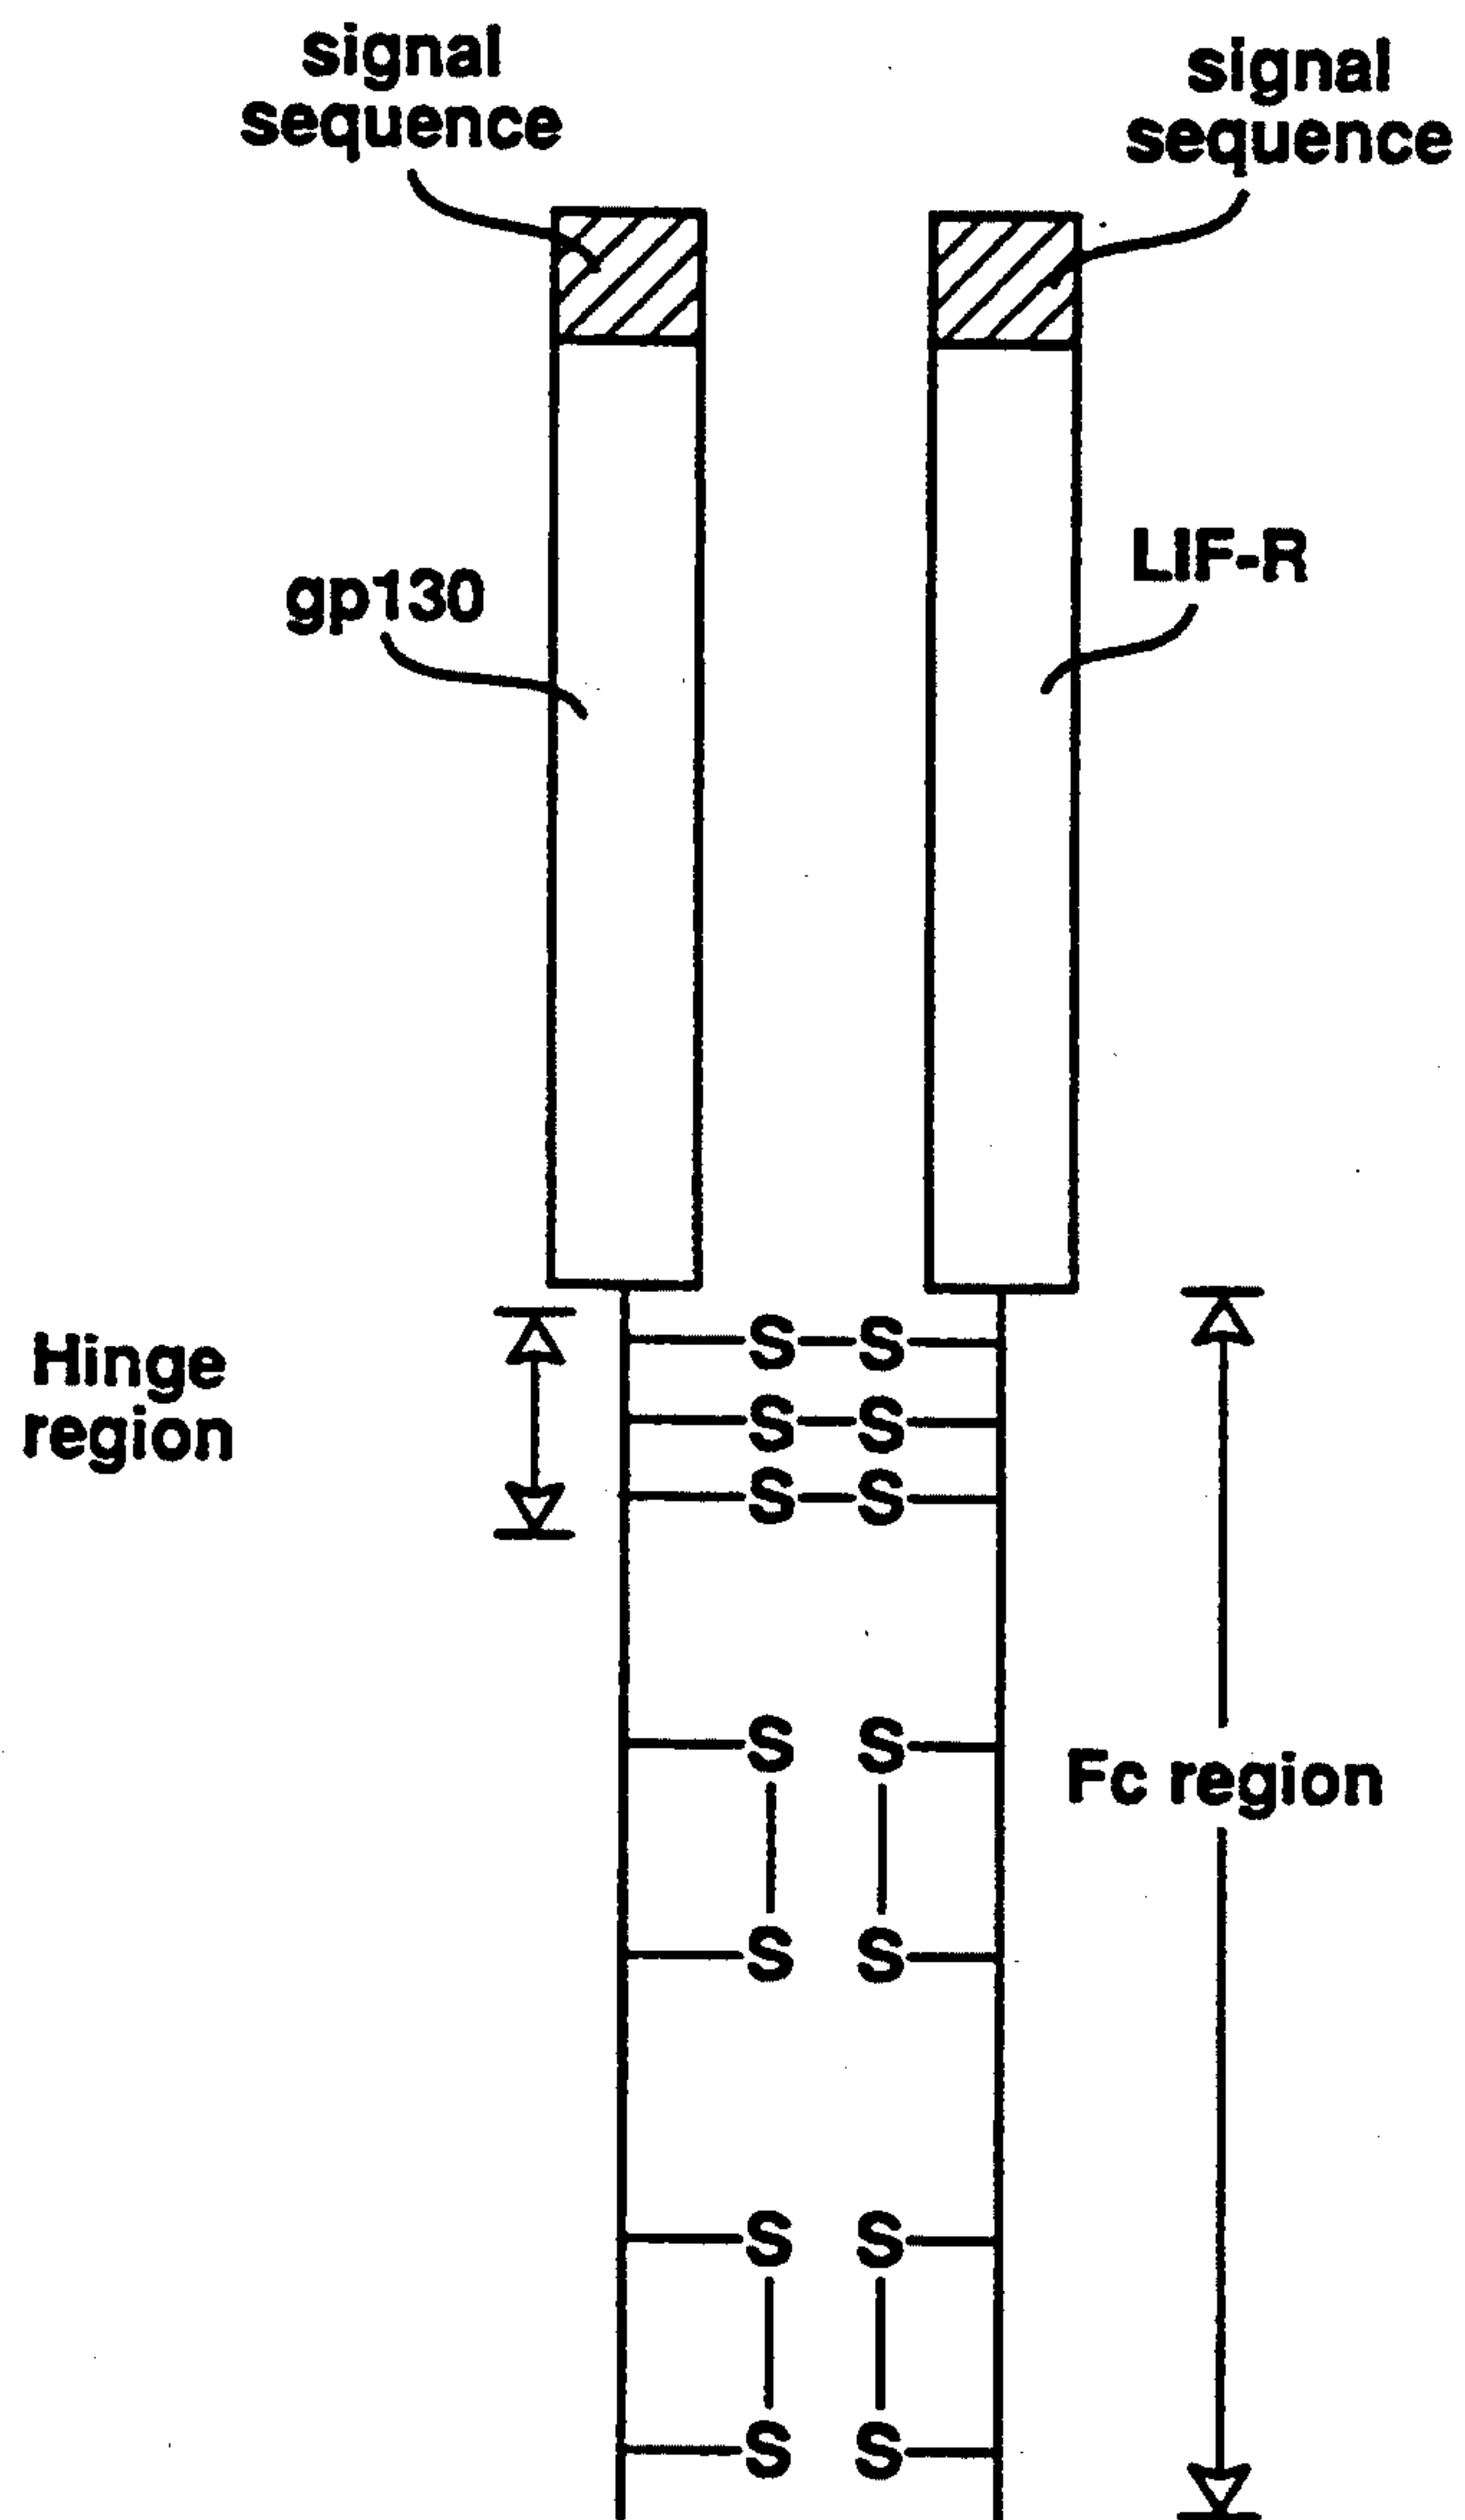 signal
sequence
signal
sequence
gp130
LIF-R
Hinge
region
S—S
S—S
S—S
S S
Fc region
S S
S S
S S